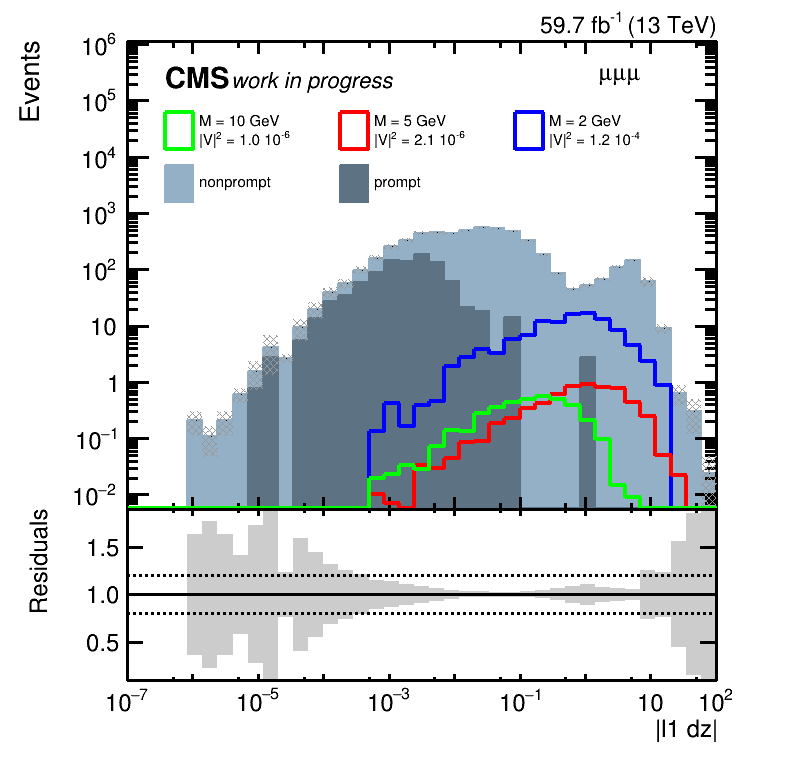 59.7 fb⁻¹ (13 TeV)
Events
10⁶
10⁵
10⁴
10³
10²
10
1
10⁻¹
10⁻²
CMS work in progress
μμμ
M = 10 GeV
|V|² = 1.0 10⁻⁶
M = 5 GeV
|V|² = 2.1 10⁻⁶
M = 2 GeV
|V|² = 1.2 10⁻⁴
nonprompt
prompt
Residuals
1.5
1.0
0.5
10⁻⁷ 10⁻⁵ 10⁻³ 10⁻¹ 10 10²
|l1 dz|